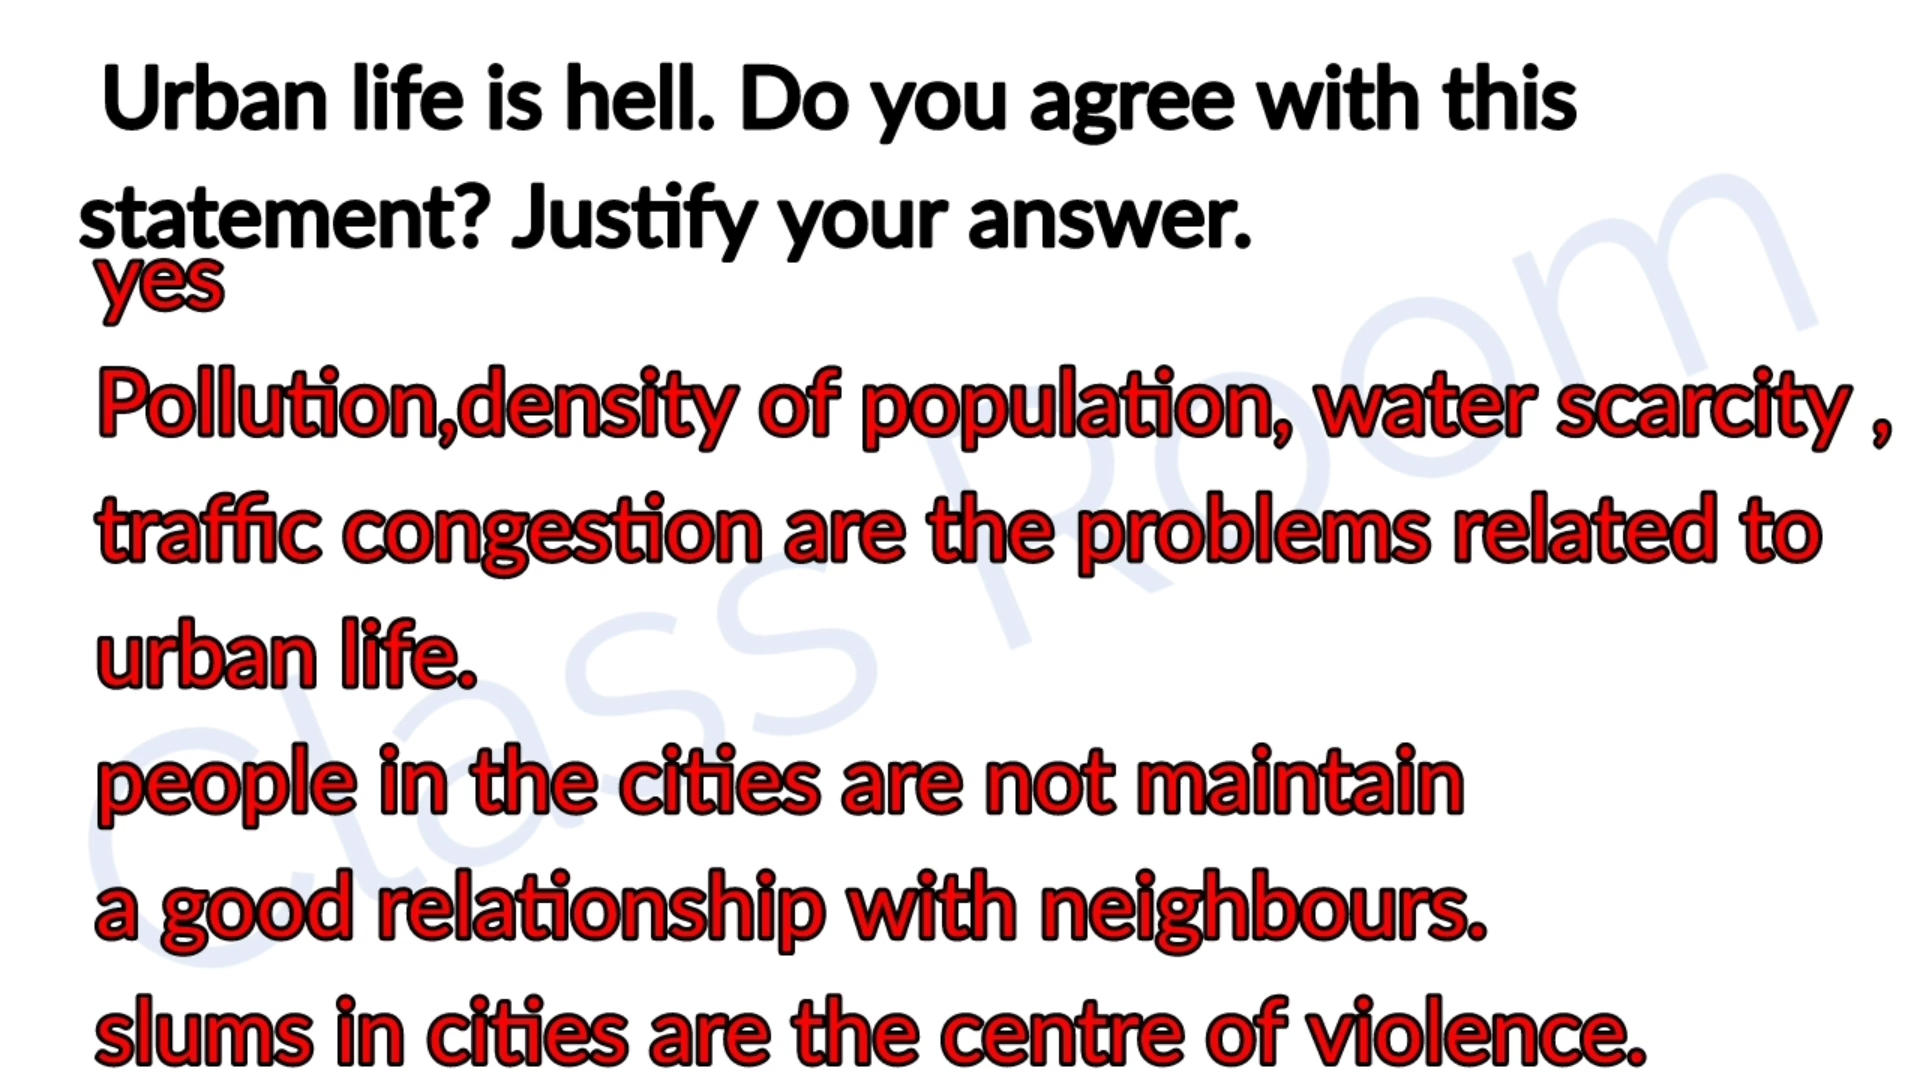 Urban life is hell. Do you agree with this
statement? Justify your answer.
yes
Pollution,density of population, water scarcity ,
traffic congestion are the problems related to
urban life.
people in the cities are not maintain
a good relationship with neighbours.
slums in cities are the centre of violence.
Class Room